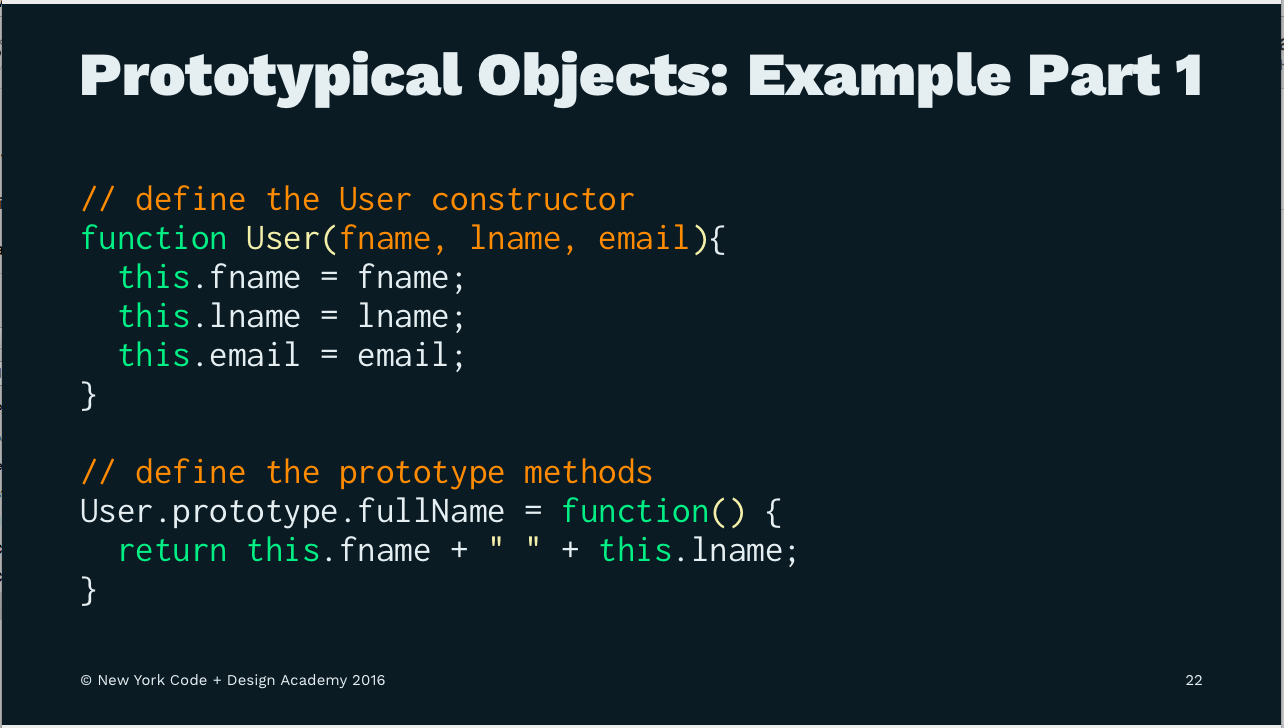 Prototypical Objects: Example Part 1
// define the User constructor
function User(fname, lname, email){
  this.fname = fname;
  this.lname = lname;
  this.email = email;
}
// define the prototype methods
User.prototype.fullName = function() {
  return this.fname + " " + this.lname;
}
© New York Code + Design Academy 2016
22